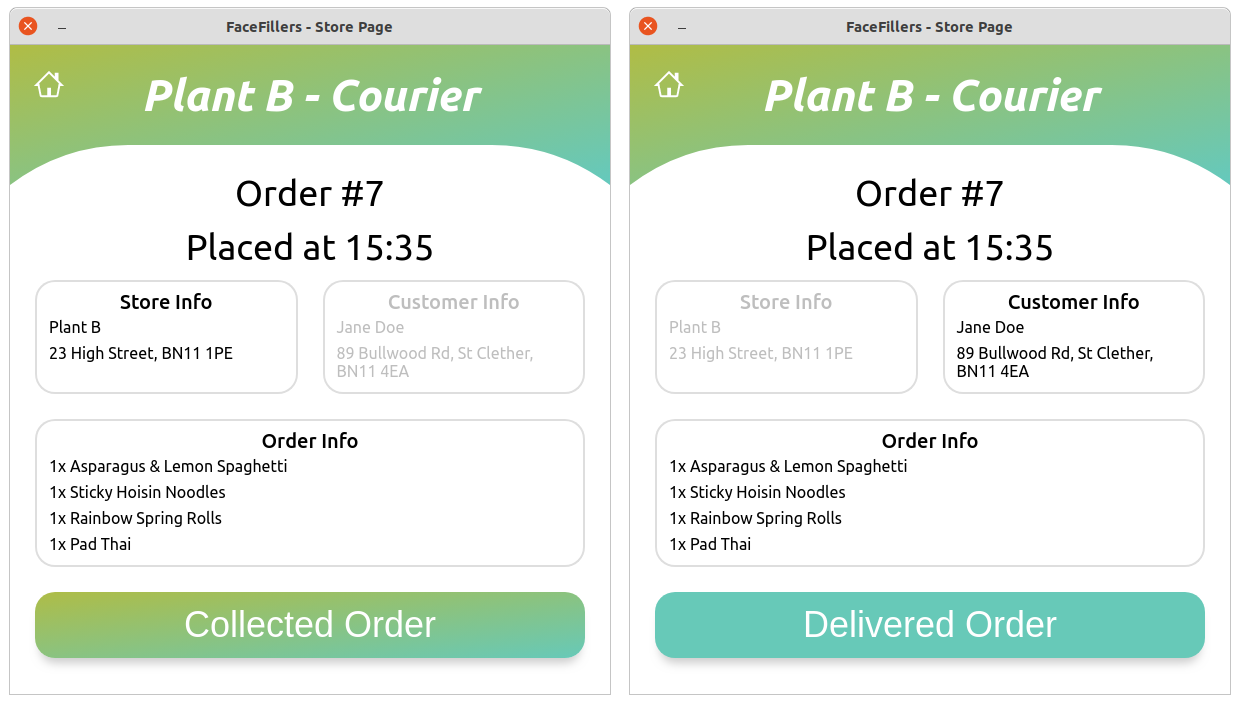 FaceFillers - Store Page
Plant B - Courier
Order #7
Placed at 15:35
Store Info
Plant B
23 High Street, BN11 1PE
Customer Info
Jane Doe
89 Bullwood Rd, St Clether,
BN11 4EA
Order Info
1x Asparagus & Lemon Spaghetti
1x Sticky Hoisin Noodles
1x Rainbow Spring Rolls
1x Pad Thai
Collected Order
FaceFillers - Store Page
Plant B - Courier
Order #7
Placed at 15:35
Store Info
Plant B
23 High Street, BN11 1PE
Customer Info
Jane Doe
89 Bullwood Rd, St Clether,
BN11 4EA
Order Info
1x Asparagus & Lemon Spaghetti
1x Sticky Hoisin Noodles
1x Rainbow Spring Rolls
1x Pad Thai
Delivered Order